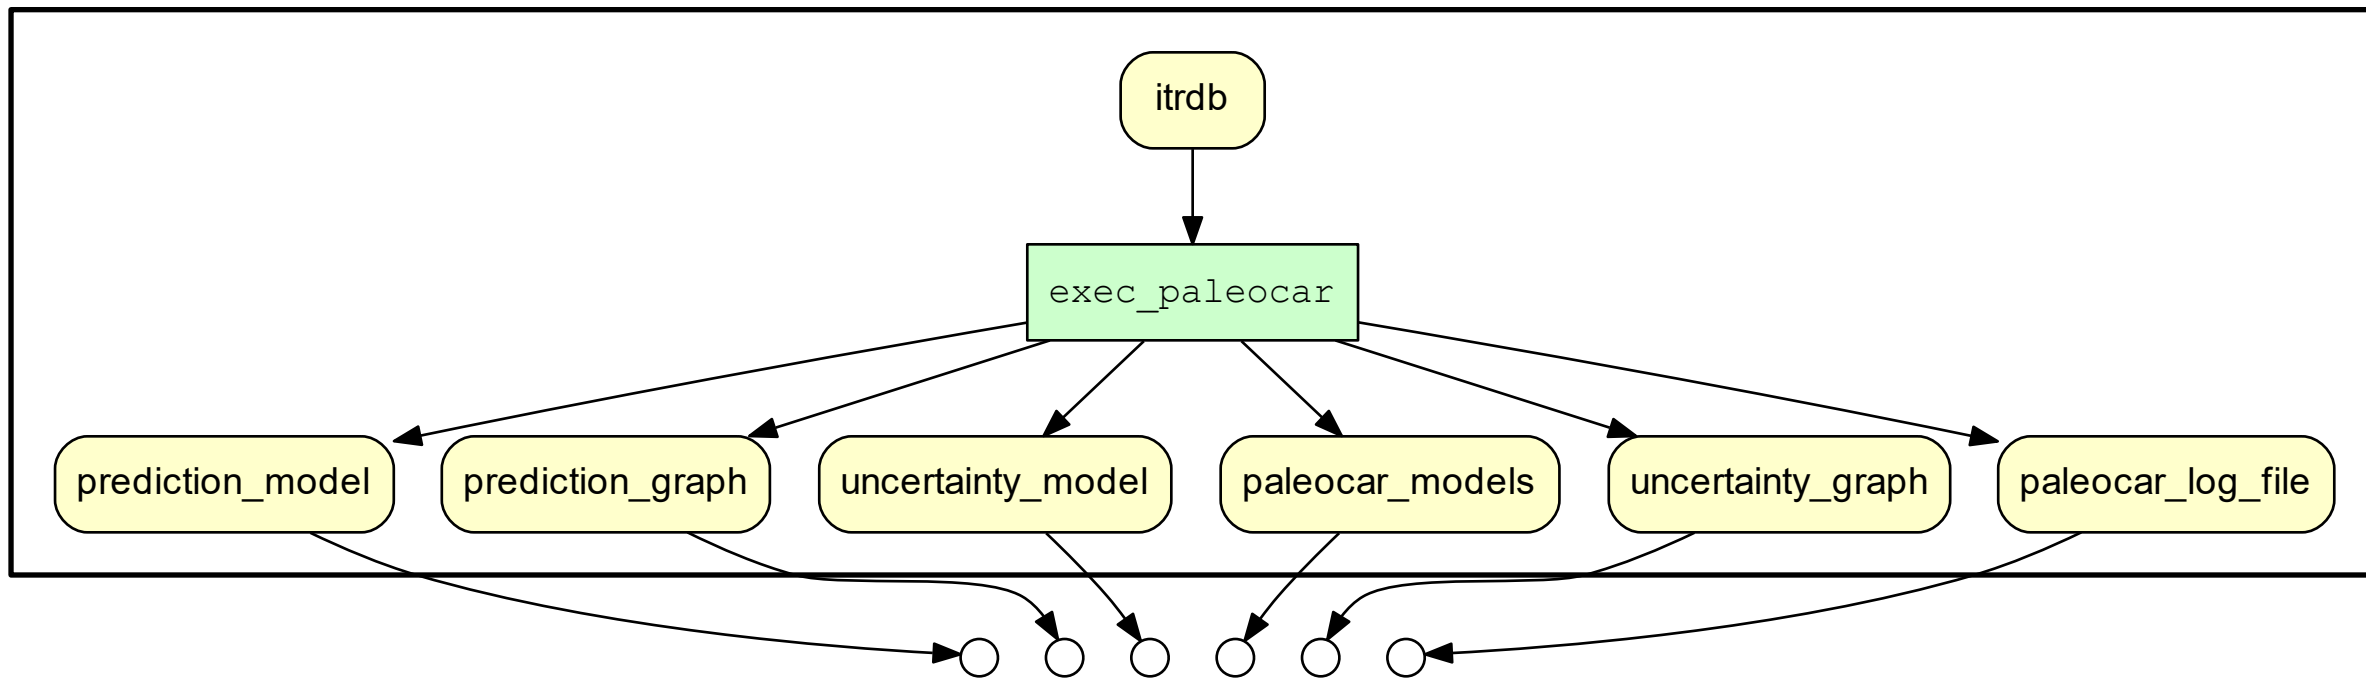 itrdb
exec_paleocar
prediction_model
prediction_graph
uncertainty_model
paleocar_models
uncertainty_graph
paleocar_log_file